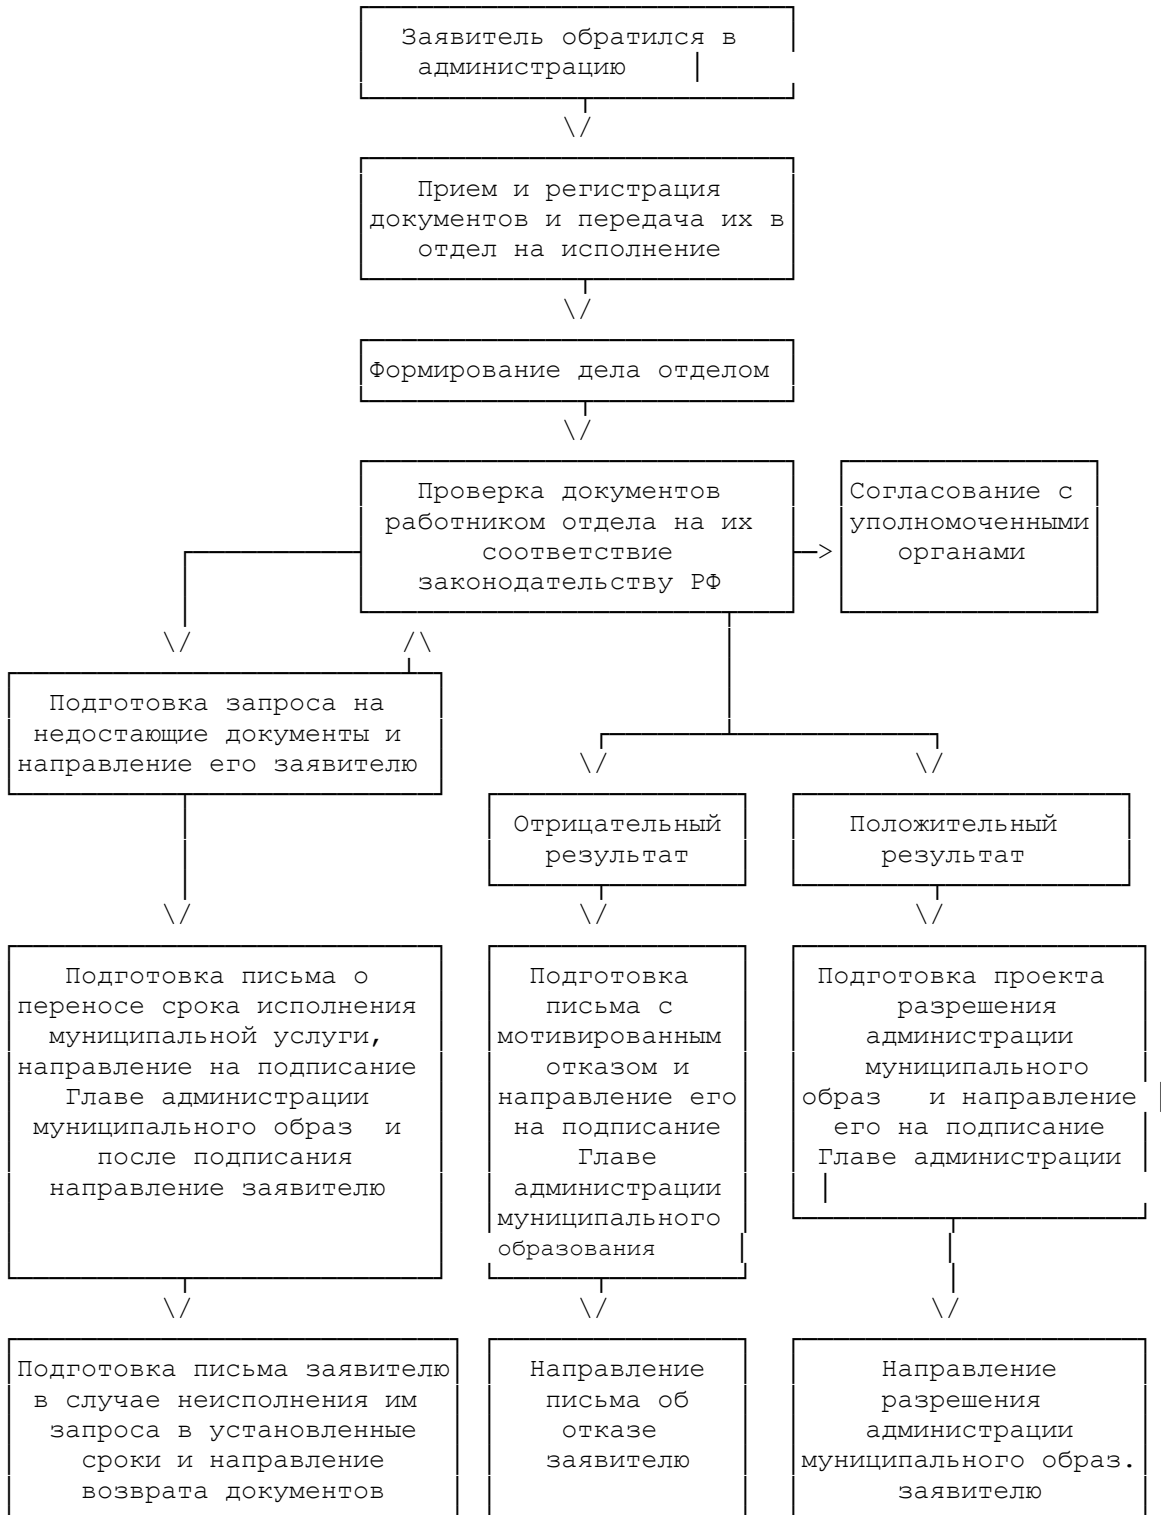 Заявитель обратился в
администрацию
Прием и регистрация
документов и передача их в
отдел на исполнение
Формирование дела отделом
Проверка документов
работником отдела на их
соответствие
законодательству РФ
Согласование с
уполномоченными
органами
Подготовка запроса на
недостающие документы и
направление его заявителю
Отрицательный
результат
Положительный
результат
Подготовка письма о
переносе срока исполнения
муниципальной услуги,
направление на подписание
Главе администрации
муниципального образ и
после подписания
направление заявителю
Подготовка
письма с
мотивированным
отказом и
направление его
на подписание
Главе
администрации
муниципального
образования
Подготовка проекта
разрешения
администрации
муниципального
образ и направление
его на подписание
Главе администрации
Подготовка письма заявителю
в случае неисполнения им
запроса в установленные
сроки и направление
возврата документов
Направление
письма об
отказе
заявителю
Направление
разрешения
администрации
муниципального образ.
заявителю